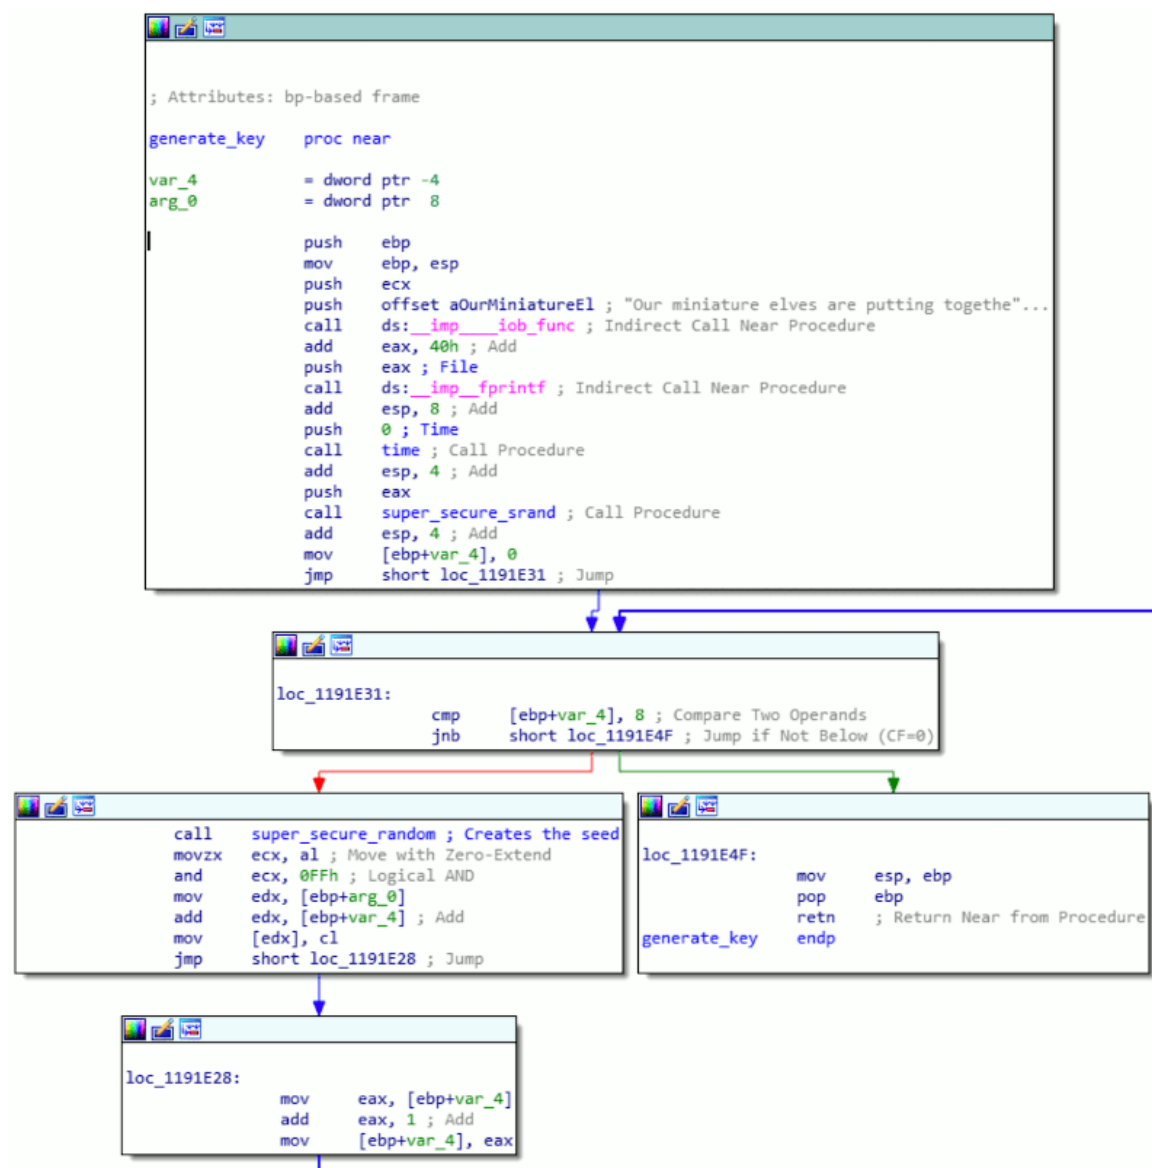 ; Attributes: bp-based frame
generate_key proc near
var_4 = dword ptr -4
arg_0 = dword ptr 8
push ebp
mov ebp, esp
push ecx
push offset aOurMiniatureEl ; "Our miniature elves are putting togethe"...
call ds:__imp____iob_func ; Indirect Call Near Procedure
add eax, 40h ; Add
push eax ; File
call ds:__imp__fprintf ; Indirect Call Near Procedure
add esp, 8 ; Add
push 0 ; Time
call time ; Call Procedure
add esp, 4 ; Add
push eax
call super_secure_srand ; Call Procedure
add esp, 4 ; Add
mov [ebp+var_4], 0
jmp short loc_1191E31 ; Jump
loc_1191E31:
cmp [ebp+var_4], 8 ; Compare Two Operands
jnb short loc_1191E4F ; Jump if Not Below (CF=0)
call super_secure_random ; Creates the seed
movzx ecx, al ; Move with Zero-Extend
and ecx, 0FFh ; Logical AND
mov edx, [ebp+arg_0]
add edx, [ebp+var_4] ; Add
mov [edx], cl
jmp short loc_1191E28 ; Jump
loc_1191E4F:
mov esp, ebp
pop ebp
retn ; Return Near from Procedure
generate_key endp
loc_1191E28:
mov eax, [ebp+var_4]
add eax, 1 ; Add
mov [ebp+var_4], eax